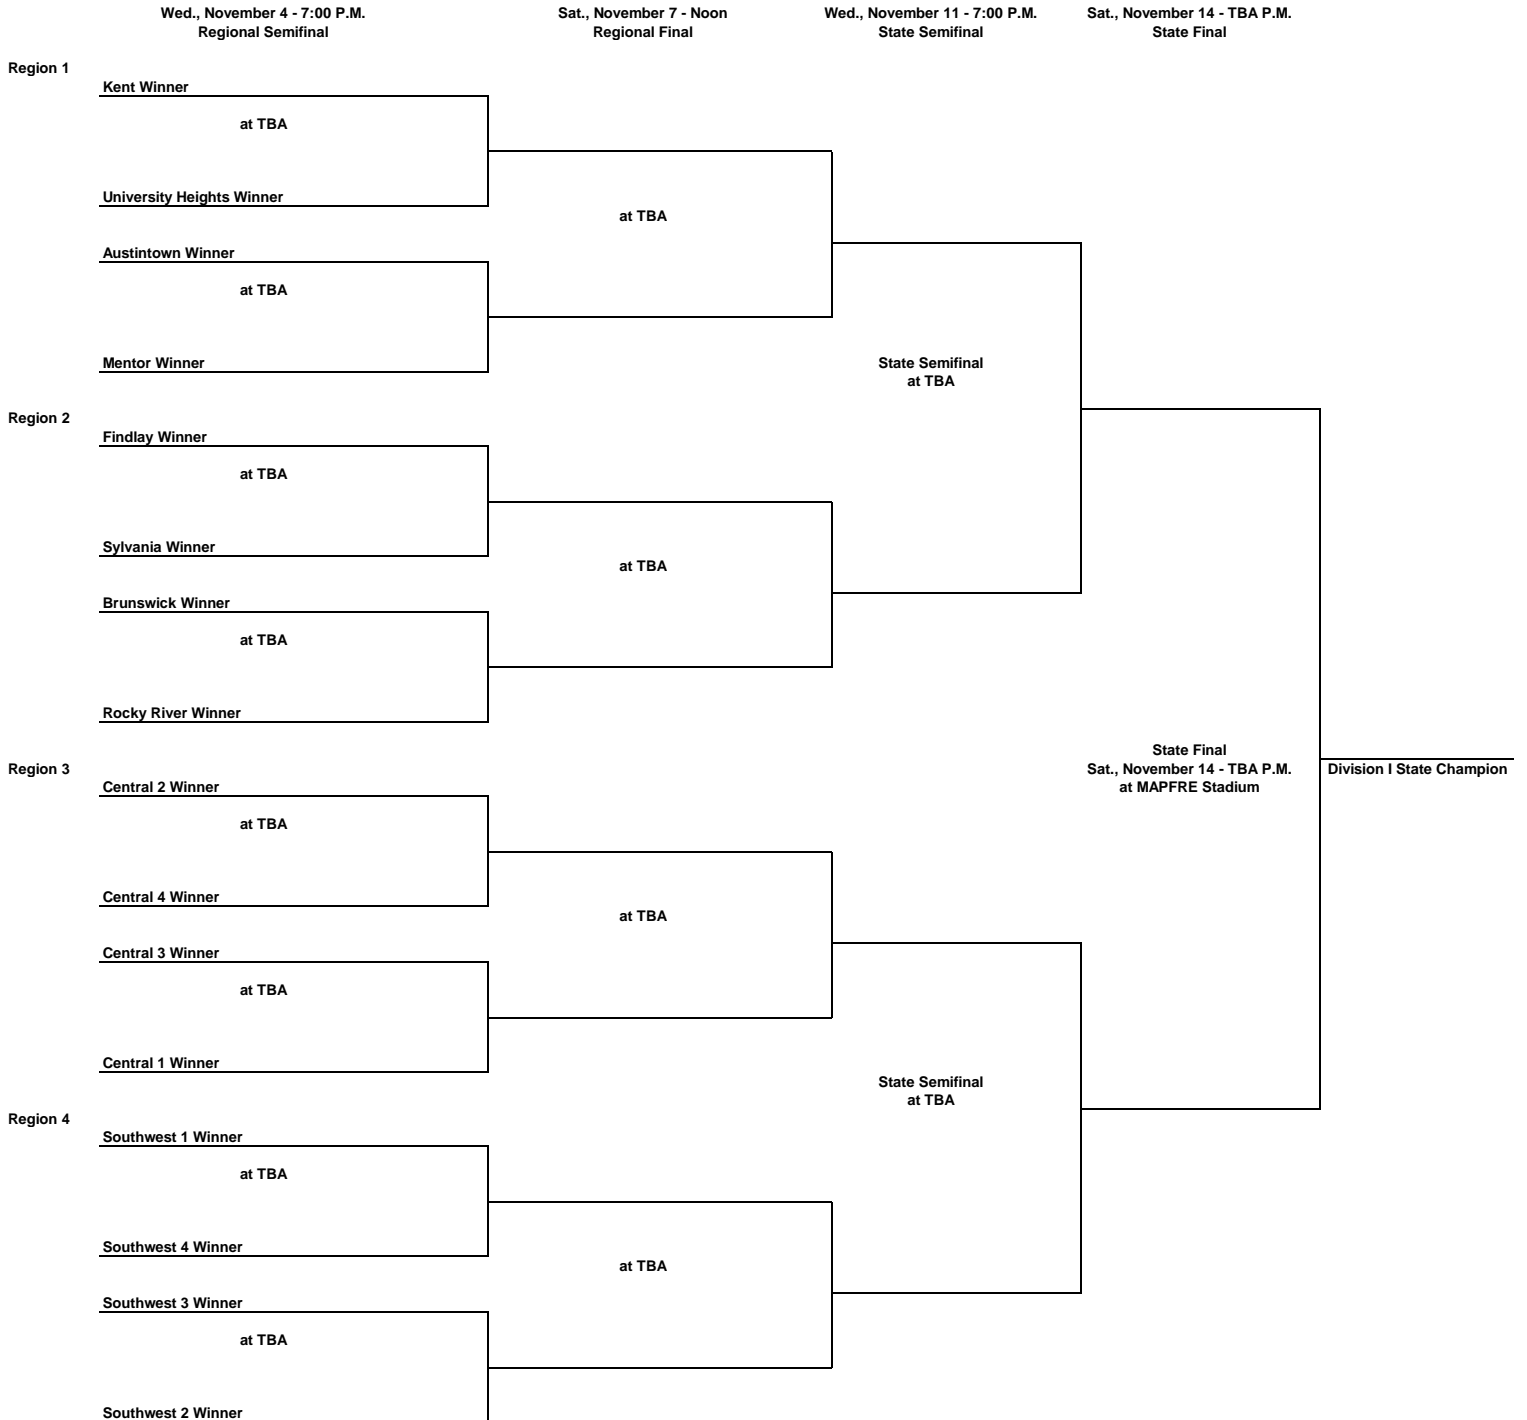 Wed., November 4 - 7:00 P.M.
Regional Semifinal
Sat., November 7 - Noon
Regional Final
Wed., November 11 - 7:00 P.M.
State Semifinal
Sat., November 14 - TBA P.M.
State Final
Region 1
Kent Winner
at TBA
University Heights Winner
at TBA
Austintown Winner
at TBA
Mentor Winner
State Semifinal
at TBA
Region 2
Findlay Winner
at TBA
Sylvania Winner
at TBA
Brunswick Winner
at TBA
Rocky River Winner
State Final
Sat., November 14 - TBA P.M.
at MAPFRE Stadium
Division I State Champion
Region 3
Central 2 Winner
at TBA
Central 4 Winner
at TBA
Central 3 Winner
at TBA
Central 1 Winner
State Semifinal
at TBA
Region 4
Southwest 1 Winner
at TBA
Southwest 4 Winner
at TBA
Southwest 3 Winner
at TBA
Southwest 2 Winner